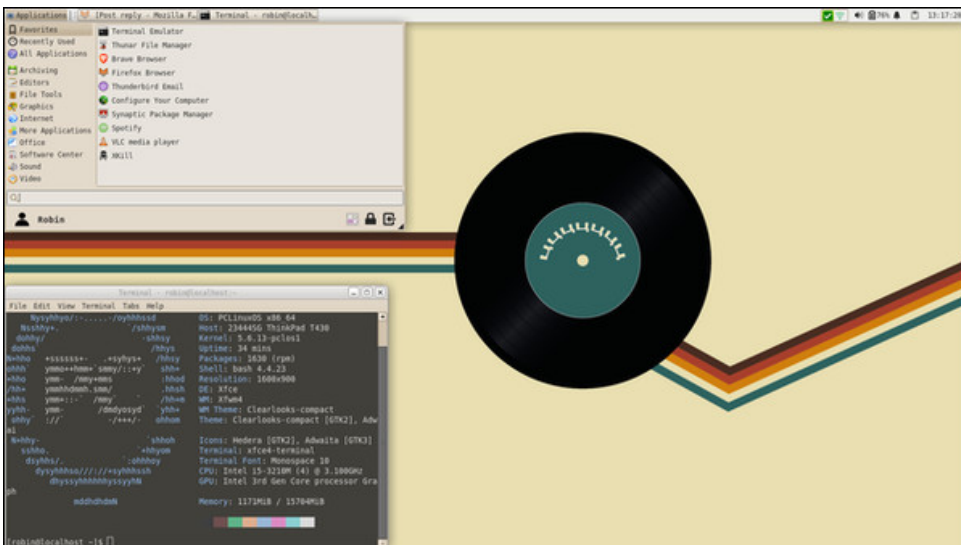 Applications
[Post reply - Mozilla F…
Terminal - robin@localh…
76%
13:17:20
Favorites
Recently Used
All Applications
Archiving
Editors
File Tools
Graphics
Internet
More Applications
Office
Software Center
Sound
Video
Terminal Emulator
Thunar File Manager
Brave Browser
Firefox Browser
Thunderbird Email
Configure Your Computer
Synaptic Package Manager
Spotify
VLC media player
XKill
Robin
Terminal - robin@localhost:~
File Edit View Terminal Tabs Help
OS: PCLinuxOS x86_64
Host: 23445SG ThinkPad T430
Kernel: 5.6.13-pclos1
Uptime: 34 mins
Packages: 1630 (rpm)
Shell: bash 4.4.23
Resolution: 1600x900
DE: Xfce
WM: Xfwm4
WM Theme: Clearlooks-compact
Theme: Clearlooks-compact [GTK2], Adw
ai
Icons: Hedera [GTK2], Adwaita [GTK3]
Terminal: xfce4-terminal
Terminal Font: Monospace 10
CPU: Intel i5-3210M (4) @ 3.100GHz
GPU: Intel 3rd Gen Core processor Gra
ph
Memory: 1171MiB / 15704MiB
[robin@localhost ~]$